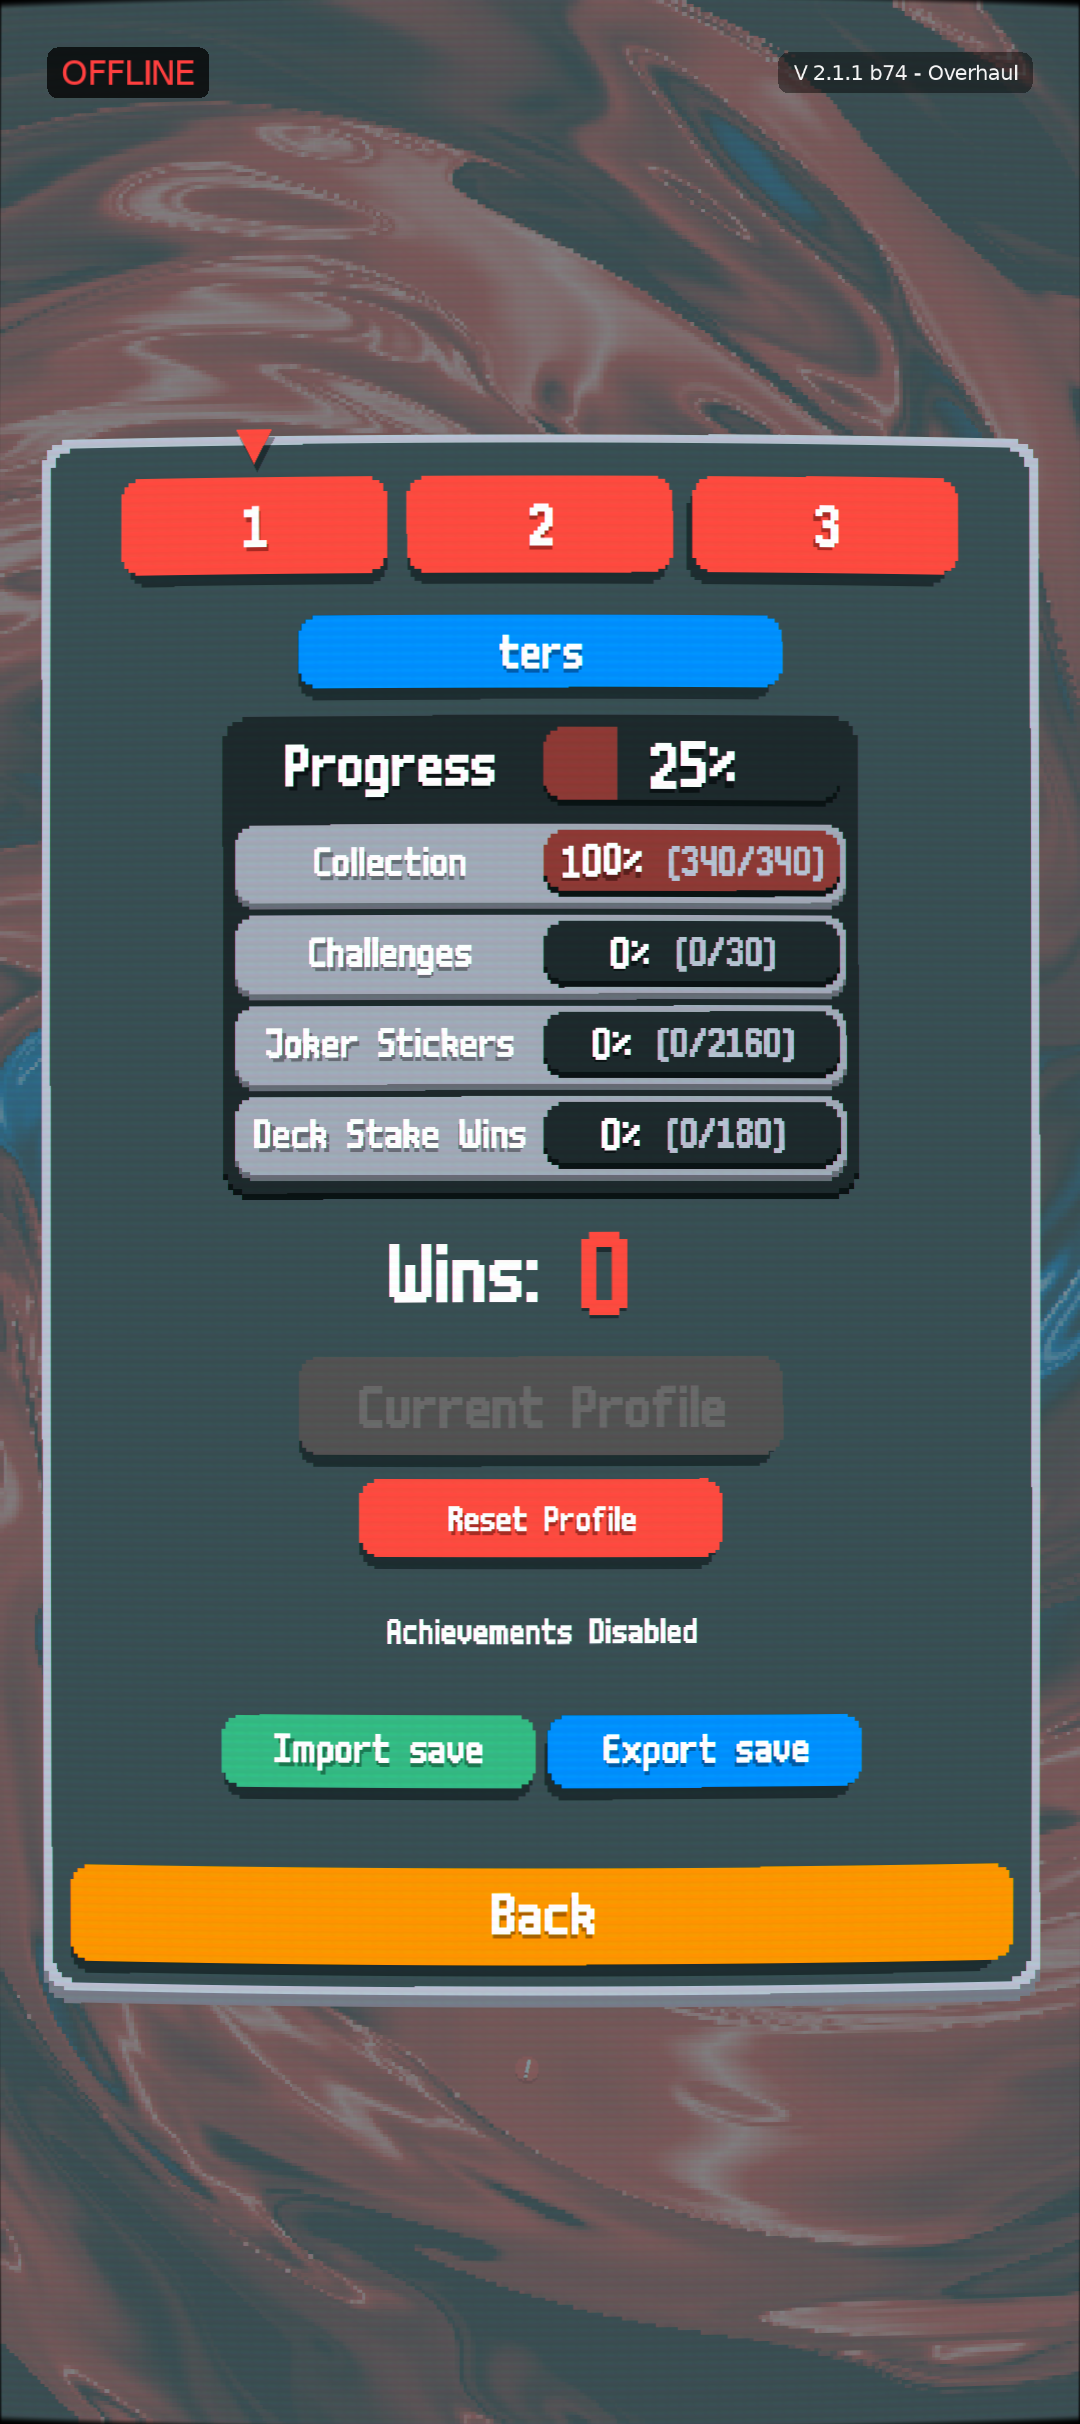 OFFLINE
V 2.1.1 b74 - Overhaul
1 2 3
ters
Progress 25%
Collection 100% [340/340]
Challenges 0% [0/30]
Joker Stickers 0% [0/2160]
Deck Stake Wins 0% [0/180]
Wins: 0
Current Profile
Reset Profile
Achievements Disabled
Import save Export save
Back
!